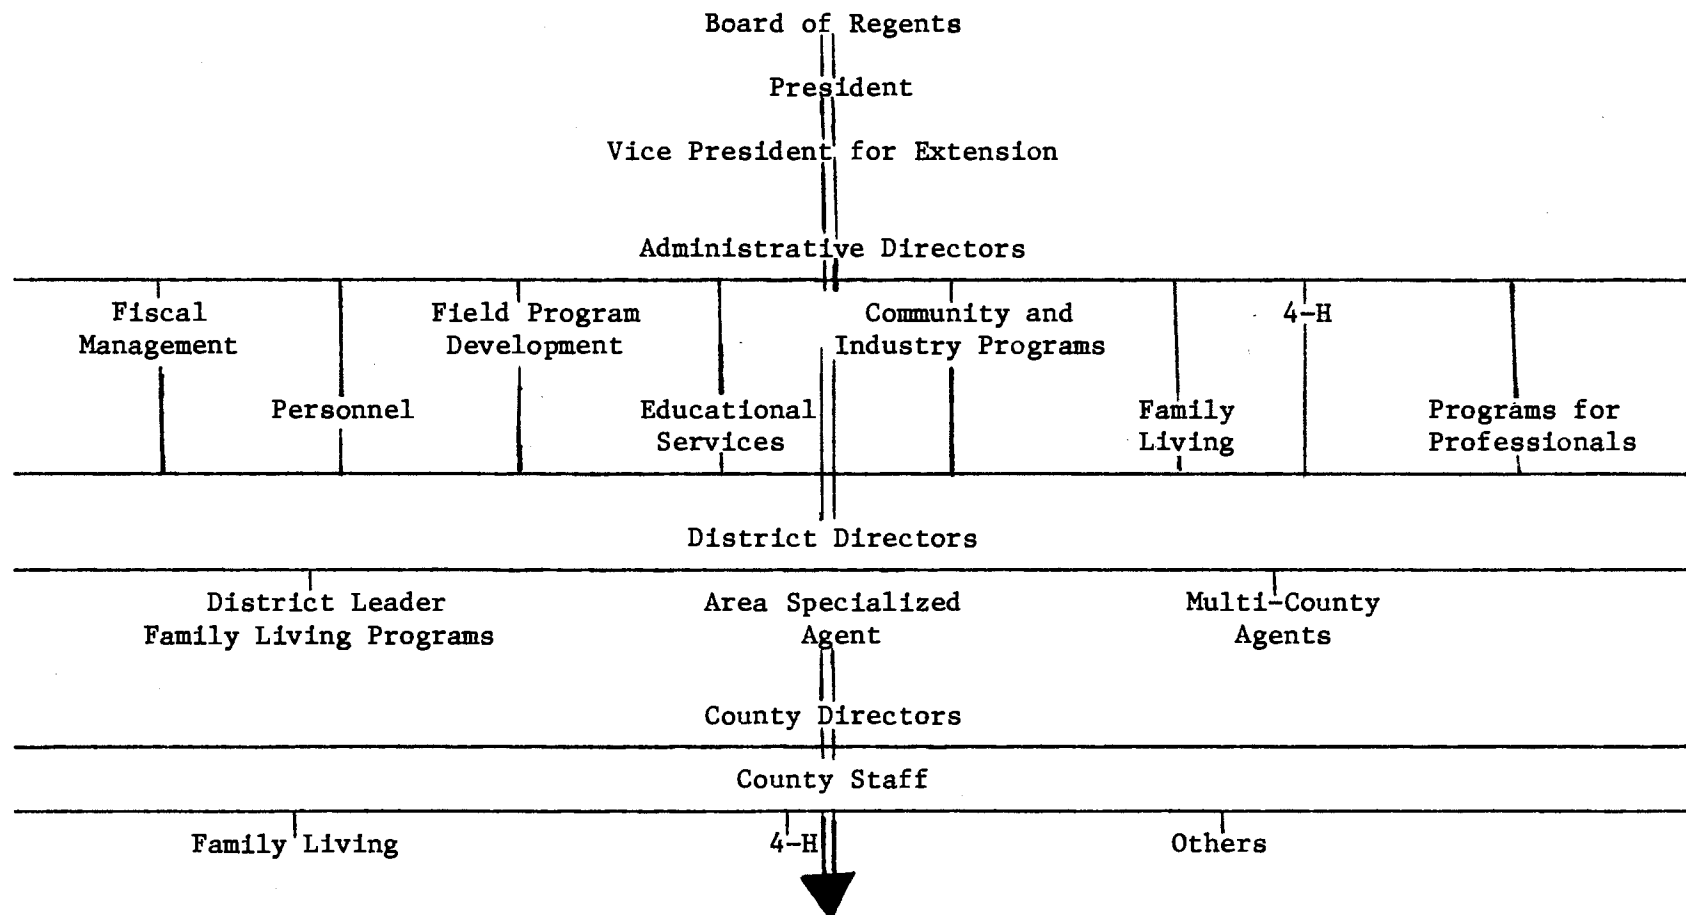 Board of Regents
President
Vice President for Extension
Administrative Directors
Fiscal
Management
Personnel
Field Program
Development
Educational
Services
Community and
Industry Programs
Family
Living
4-H
Programs for
Professionals
District Directors
District Leader
Family Living Programs
Area Specialized
Agent
Multi-County
Agents
County Directors
County Staff
Family Living
4-H
Others